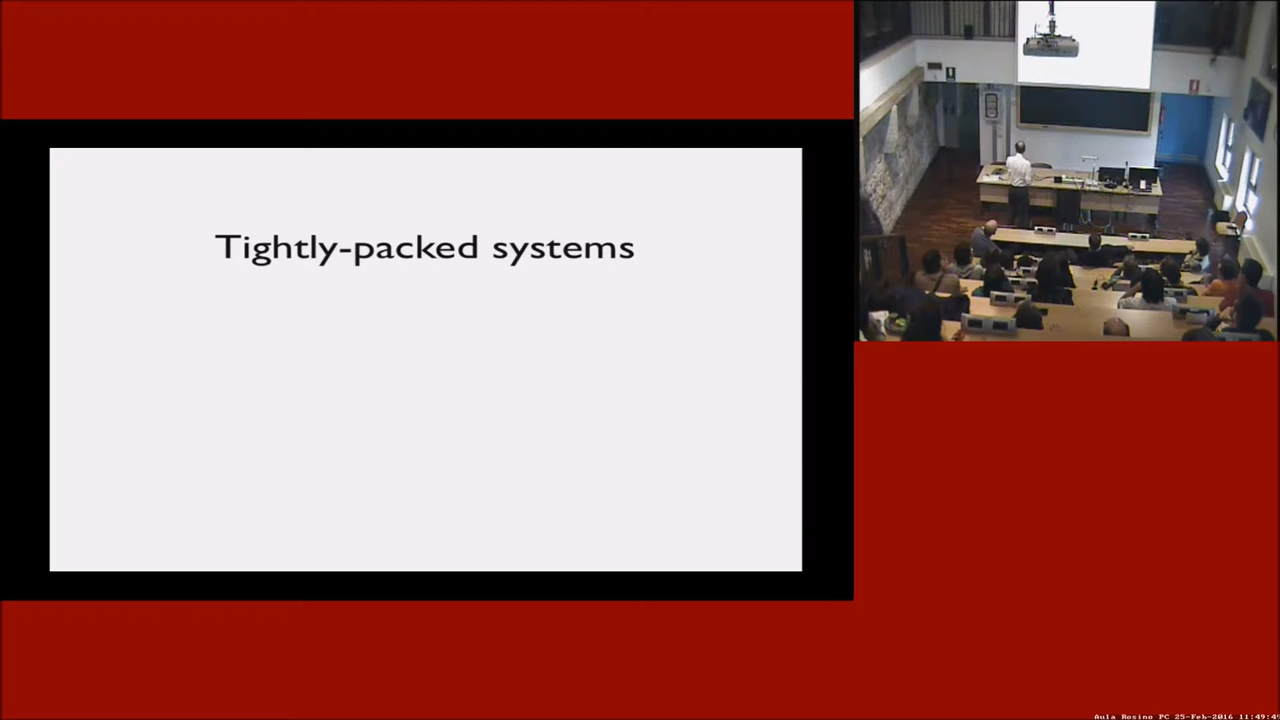 Tightly-packed systems
Aula Rosino PC 25-Feb-2016 11:49:4